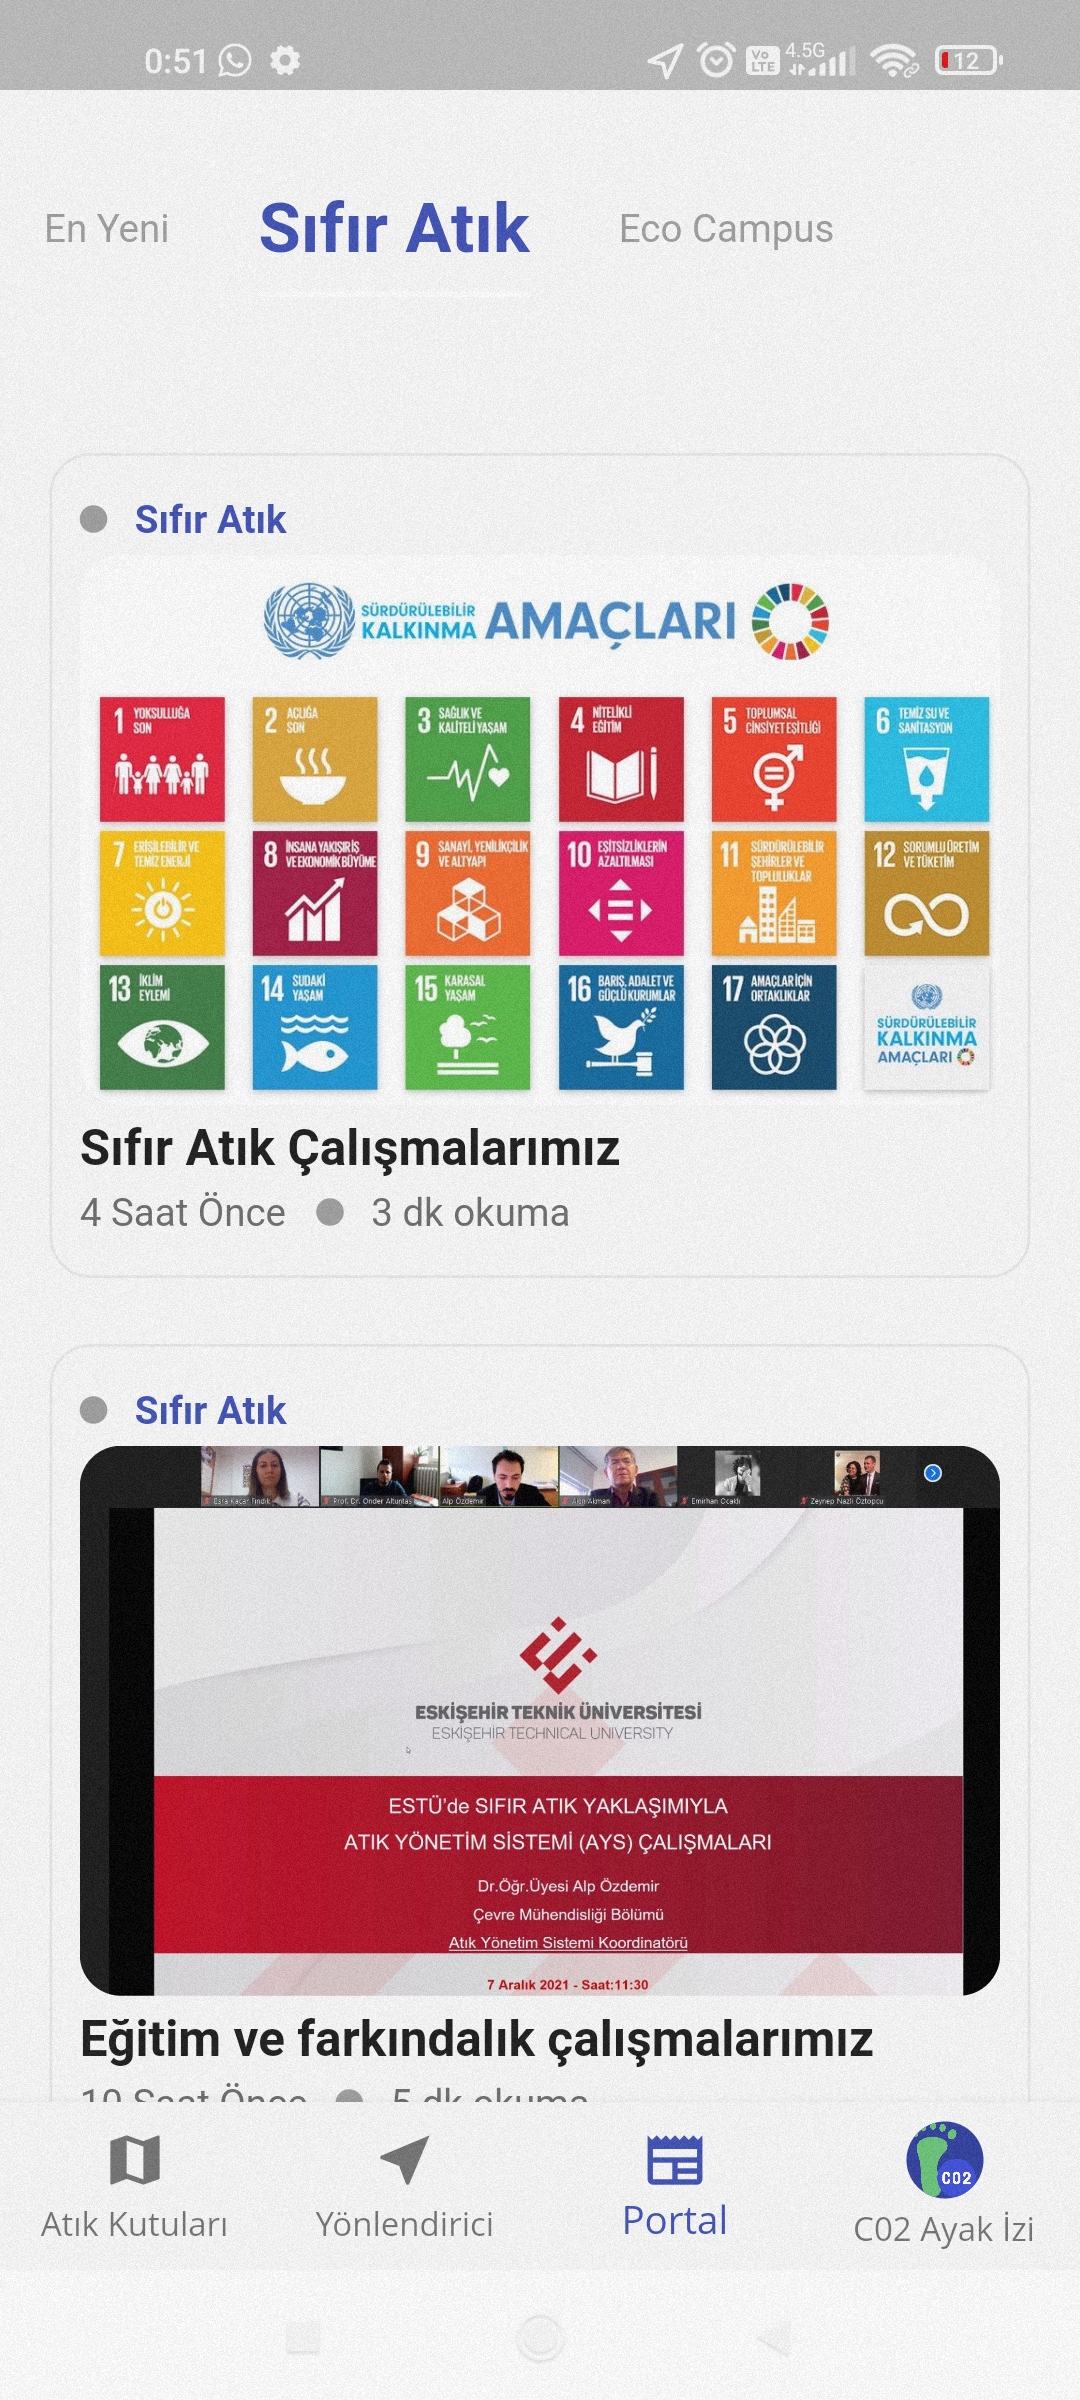 0:51
Vo LTE 4.5G 12
En Yeni Sıfır Atık Eco Campus
Sıfır Atık
SÜRDÜRÜLEBİLİR
KALKINMA AMAÇLARI
1 YOKSULLUĞA SON
2 AÇLIĞA SON
3 SAĞLIK VE KALİTELİ YAŞAM
4 NİTELİKLİ EĞİTİM
5 TOPLUMSAL CİNSİYET EŞİTLİĞİ
6 TEMİZ SU VE SANİTASYON
7 ERİŞİLEBİLİR VE TEMİZ ENERJİ
8 İNSANA YAKIŞIR İŞ VE EKONOMİK BÜYÜME
9 SANAYİ, YENİLİKÇİLİK VE ALTYAPI
10 EŞİTSİZLİKLERİN AZALTILMASI
11 SÜRDÜRÜLEBİLİR ŞEHİRLER VE TOPLULUKLAR
12 SORUMLU ÜRETİM VE TÜKETİM
13 İKLİM EYLEMİ
14 SUDAKİ YAŞAM
15 KARASAL YAŞAM
16 BARIŞ, ADALET VE GÜÇLÜ KURUMLAR
17 AMAÇLAR İÇİN ORTAKLIKLAR
SÜRDÜRÜLEBİLİR
KALKINMA
AMAÇLARI
Sıfır Atık Çalışmalarımız
4 Saat Önce 3 dk okuma
Sıfır Atık
Esra Kacar Fındık Prof. Dr. Onder Altuntas Alp Özdemir Akın Akman Emirhan Ocaklı Zeynep Nazlı Öztopcu
ESKİŞEHİR TEKNİK ÜNİVERSİTESİ
ESKİŞEHİR TECHNICAL UNIVERSITY
ESTÜ'de SIFIR ATIK YAKLAŞIMIYLA
ATIK YÖNETİM SİSTEMİ (AYS) ÇALIŞMALARI
Dr.Öğr.Üyesi Alp Özdemir
Çevre Mühendisliği Bölümü
Atık Yönetim Sistemi Koordinatörü
7 Aralık 2021 - Saat:11:30
Eğitim ve farkındalık çalışmalarımız
Saat Önce 5 dk okuma
C02
Atık Kutuları Yönlendirici Portal C02 Ayak İzi